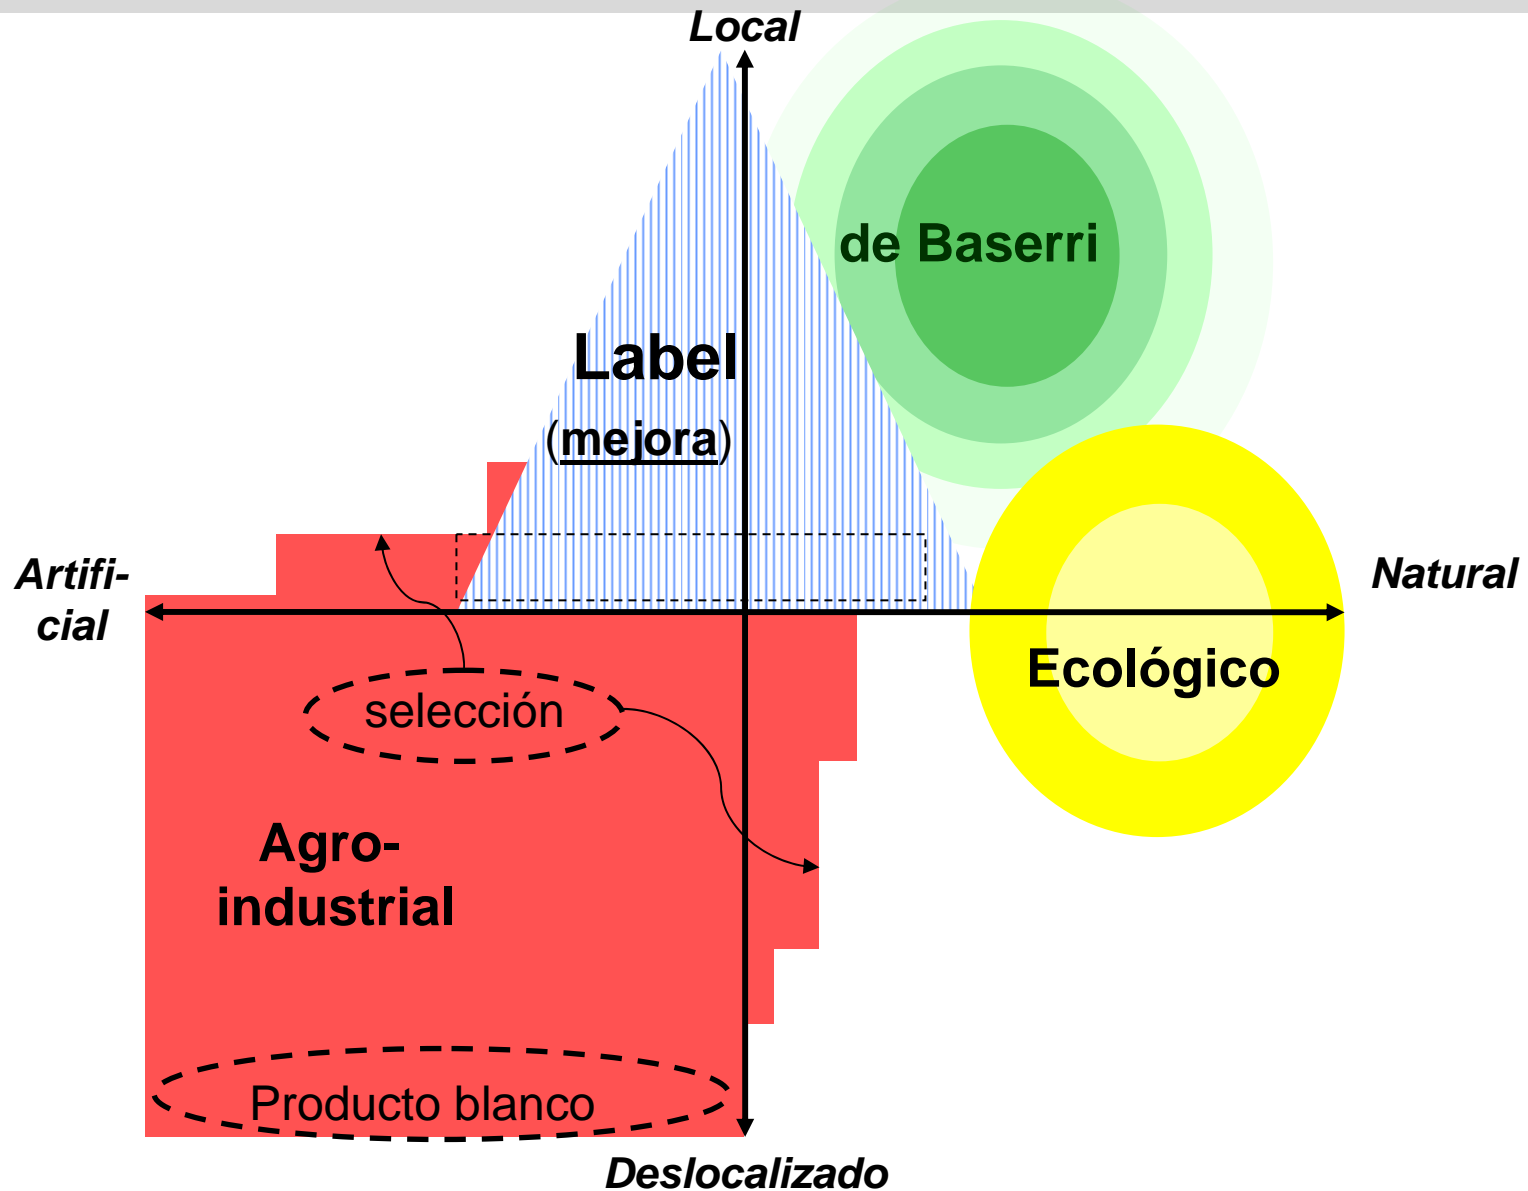 Local
de Baserri
Label
(mejora)
Artifi-
cial
Natural
Ecológico
selección
Agro-
industrial
Producto blanco
Deslocalizado